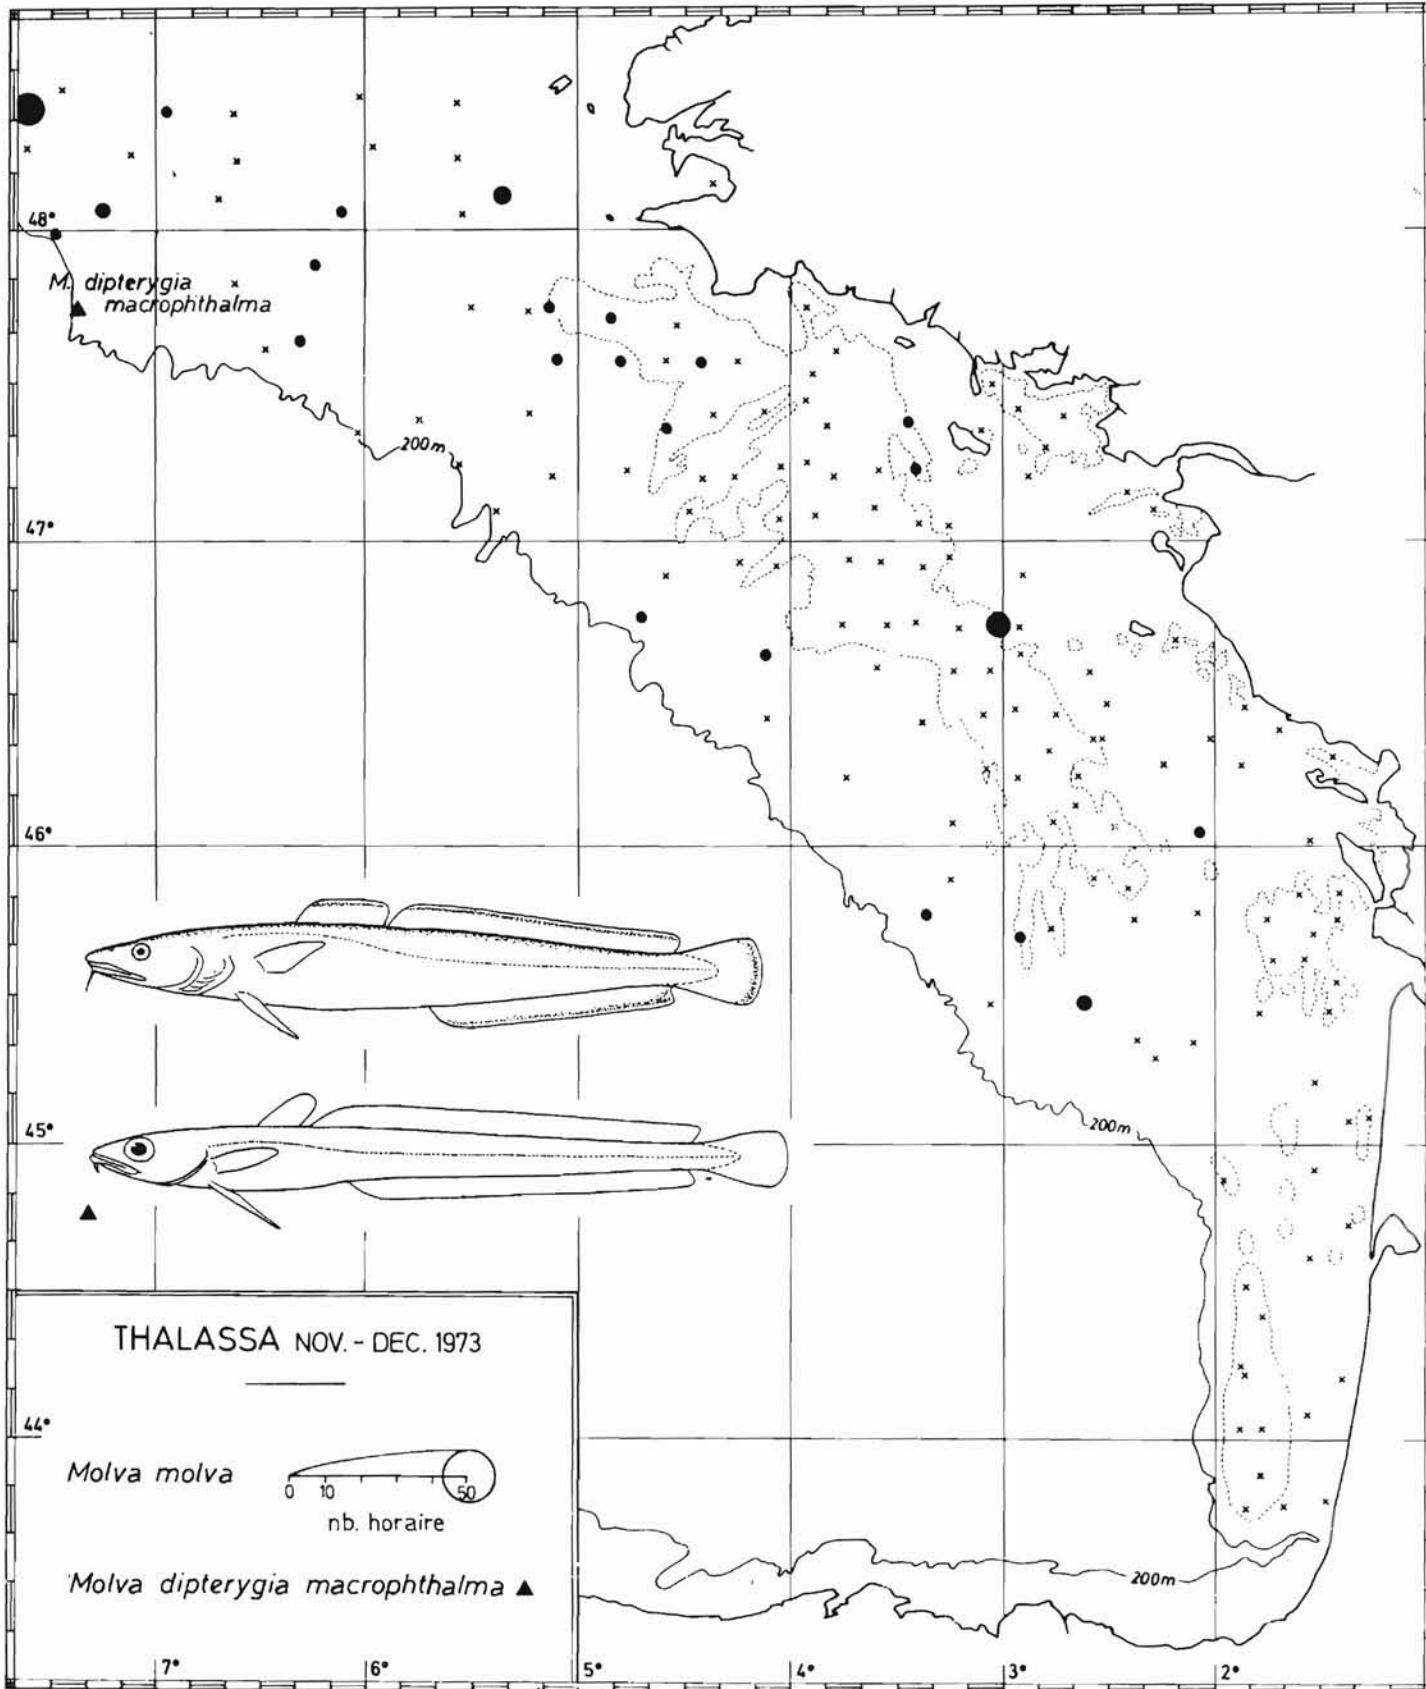 48°
M. dipterygia
macrophthalma
200m
47°
46°
45°
200m
THALASSA NOV. - DEC. 1973
44°
Molva molva
0 10 50
nb. horaire
Molva dipterygia macrophthalma
200m
7° 6° 5° 4° 3° 2°